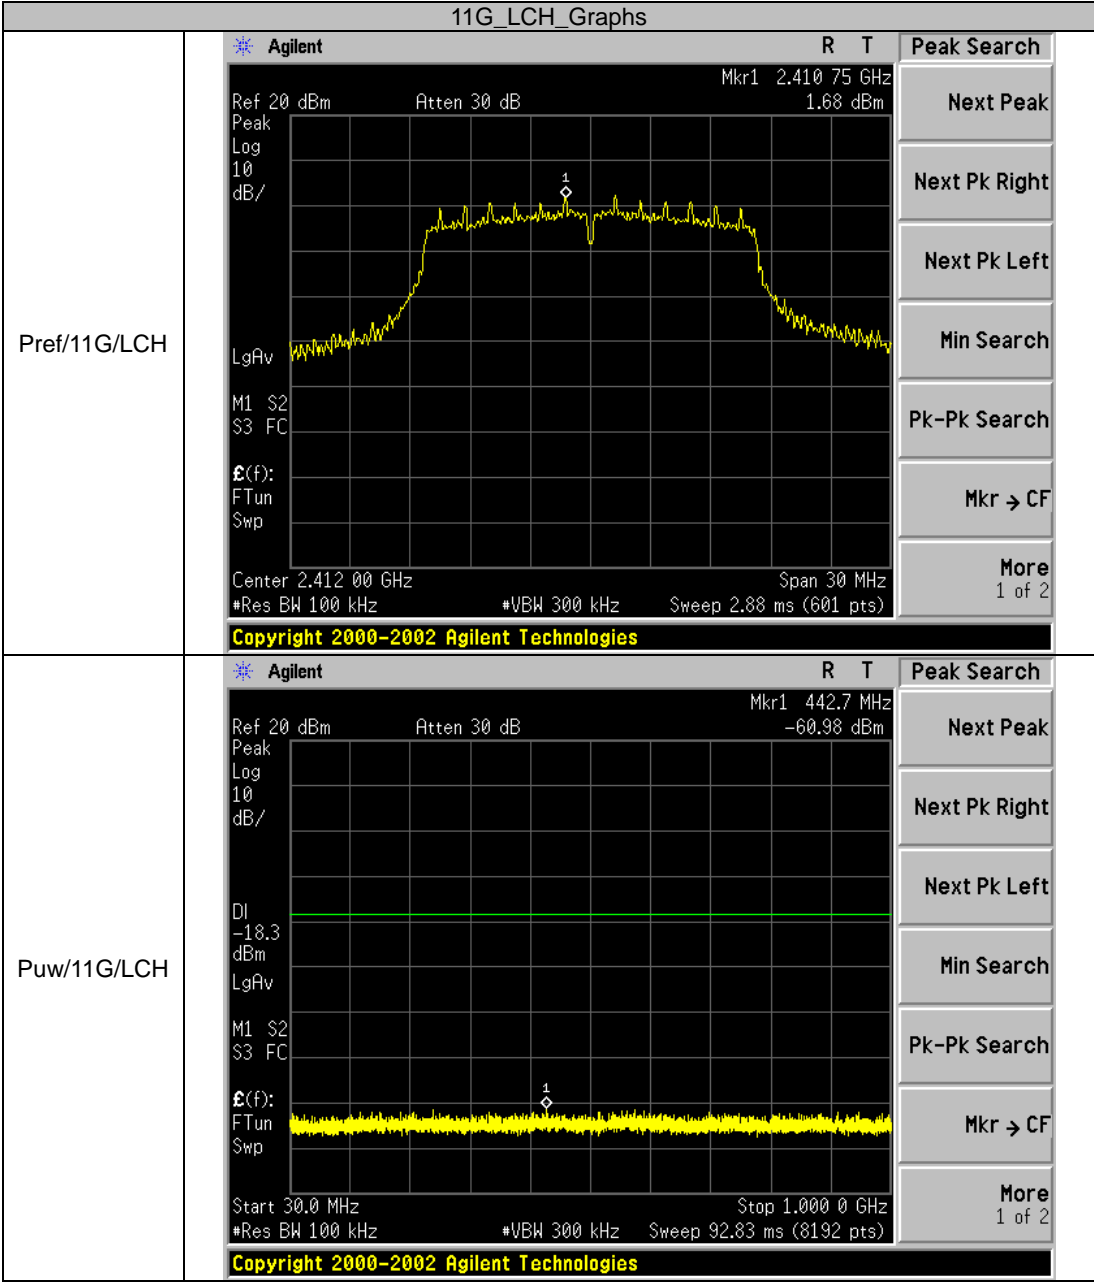 11G_LCH_Graphs
Pref/11G/LCH
Agilent R T Peak Search
Mkr1 2.410 75 GHz
Ref 20 dBm Atten 30 dB 1.68 dBm
Peak
Log
10
dB/
1
LgAv
M1 S2
S3 FC
£(f):
FTun
Swp
Center 2.412 00 GHz Span 30 MHz
#Res BW 100 kHz #VBW 300 kHz Sweep 2.88 ms (601 pts)
Copyright 2000-2002 Agilent Technologies
Next Peak
Next Pk Right
Next Pk Left
Min Search
Pk-Pk Search
Mkr → CF
More
1 of 2
Puw/11G/LCH
Agilent R T Peak Search
Mkr1 442.7 MHz
Ref 20 dBm Atten 30 dB -60.98 dBm
Peak
Log
10
dB/
DI
-18.3
dBm
LgAv
M1 S2
S3 FC
1
£(f):
FTun
Swp
Start 30.0 MHz Stop 1.000 0 GHz
#Res BW 100 kHz #VBW 300 kHz Sweep 92.83 ms (8192 pts)
Copyright 2000-2002 Agilent Technologies
Next Peak
Next Pk Right
Next Pk Left
Min Search
Pk-Pk Search
Mkr → CF
More
1 of 2